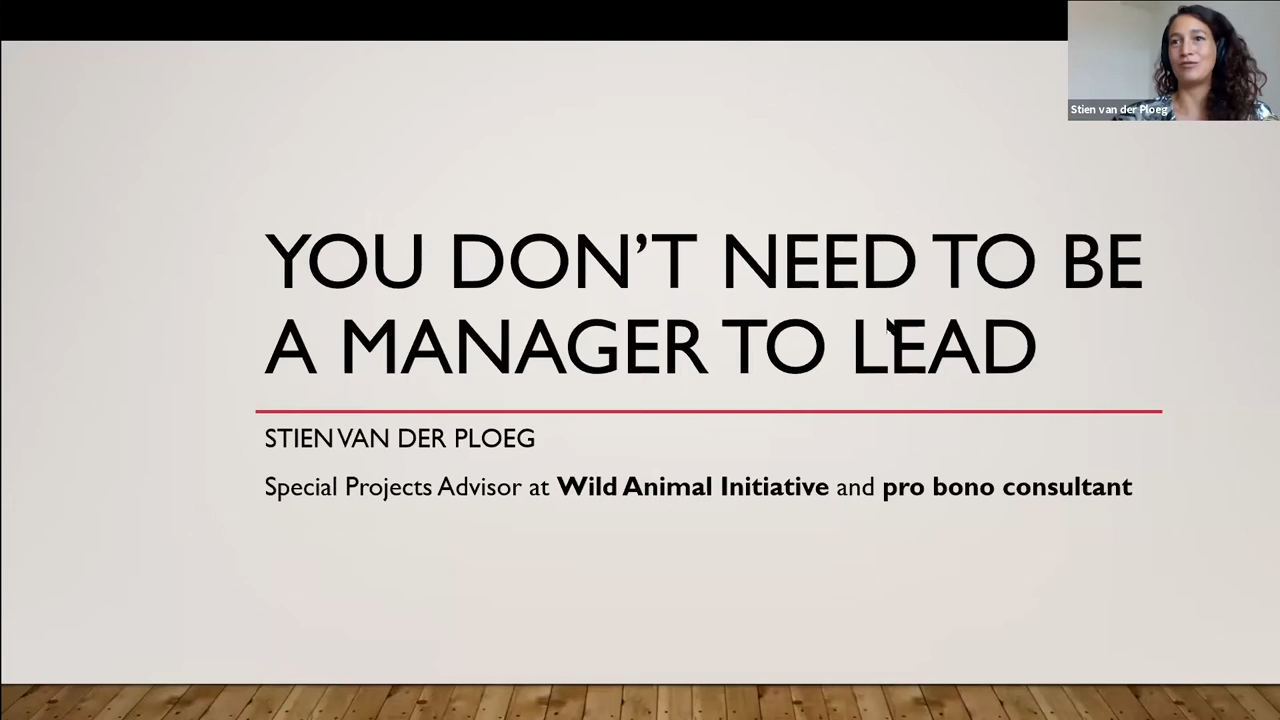 Stien van der Ploeg
YOU DON'T NEED TO BE
A MANAGER TO LEAD
STIEN VAN DER PLOEG
Special Projects Advisor at Wild Animal Initiative and pro bono consultant